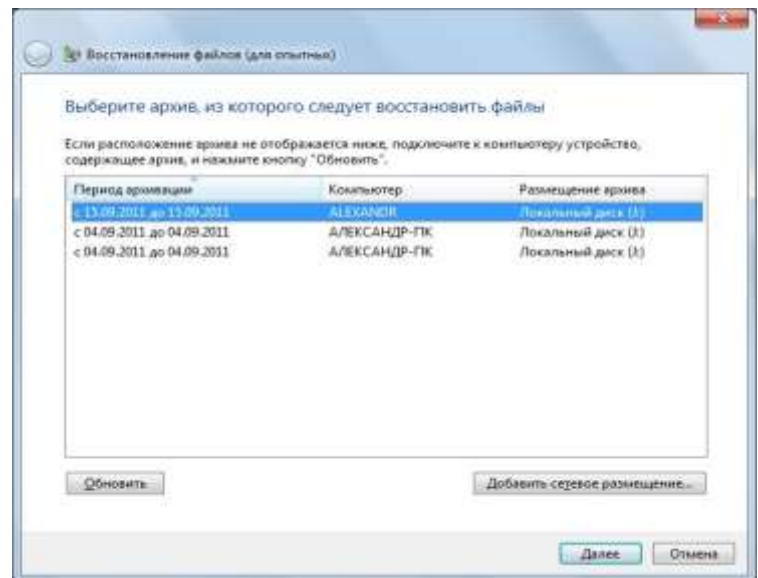 Восстановление файлов (для опытных)
Выберите архив, из которого следует восстановить файлы
Если расположение архива не отображается ниже, подключите к компьютеру устройство,
содержащее архив, и нажмите кнопку "Обновить".
Период архивации Компьютер Размещение архива
с 15.09.2011 до 15.09.2011 ALEXANDR Локальный диск (J:)
с 04.09.2011 до 04.09.2011 АЛЕКСАНДР-ПК Локальный диск (J:)
с 04.09.2011 до 04.09.2011 АЛЕКСАНДР-ПК Локальный диск (J:)
Обновить Добавить сетевое размещение...
Далее Отмена